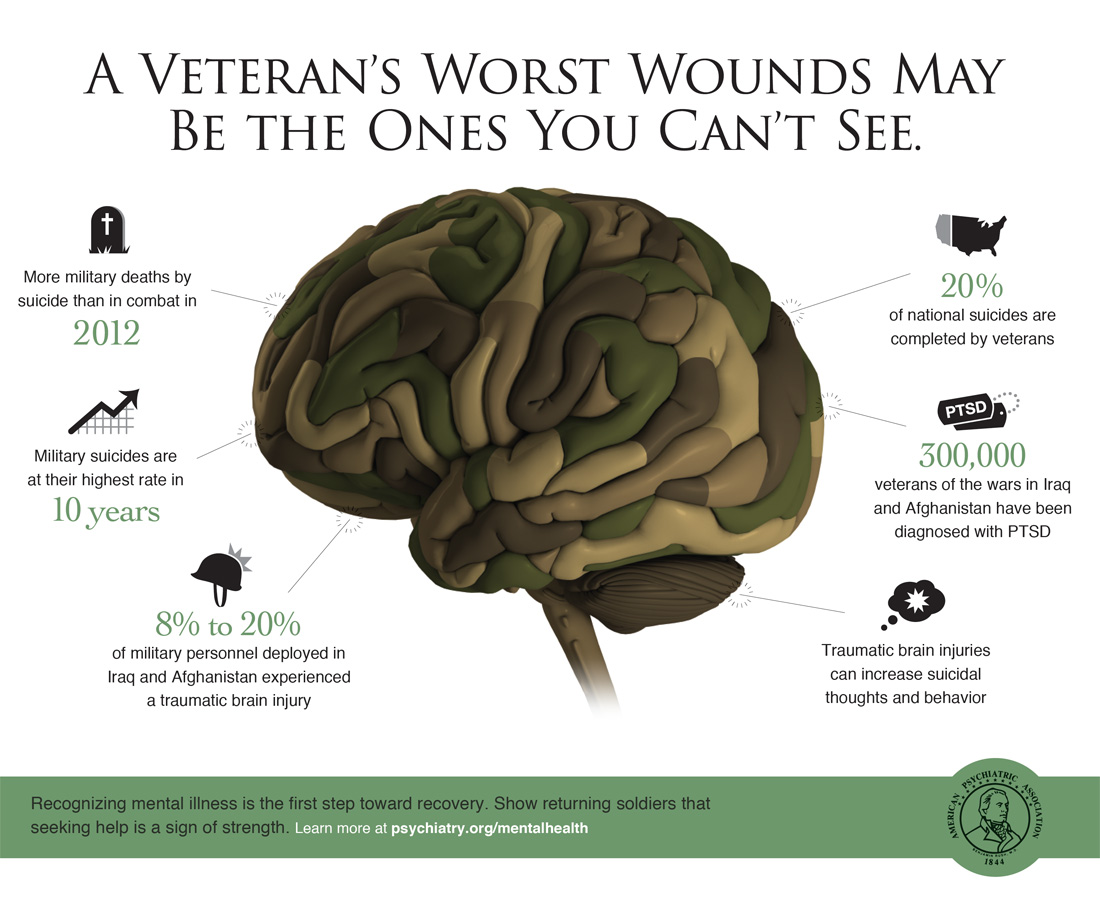 A VETERAN'S WORST WOUNDS MAY
BE THE ONES YOU CAN'T SEE.
More military deaths by
suicide than in combat in
2012
Military suicides are
at their highest rate in
10 years
8% to 20%
of military personnel deployed in
Iraq and Afghanistan experienced
a traumatic brain injury
20%
of national suicides are
completed by veterans
PTSD
300,000
veterans of the wars in Iraq
and Afghanistan have been
diagnosed with PTSD
Traumatic brain injuries
can increase suicidal
thoughts and behavior
Recognizing mental illness is the first step toward recovery. Show returning soldiers that
seeking help is a sign of strength. Learn more at psychiatry.org/mentalhealth
AMERICAN PSYCHIATRIC ASSOCIATION
BENJAMIN RUSH, M.D.
1844